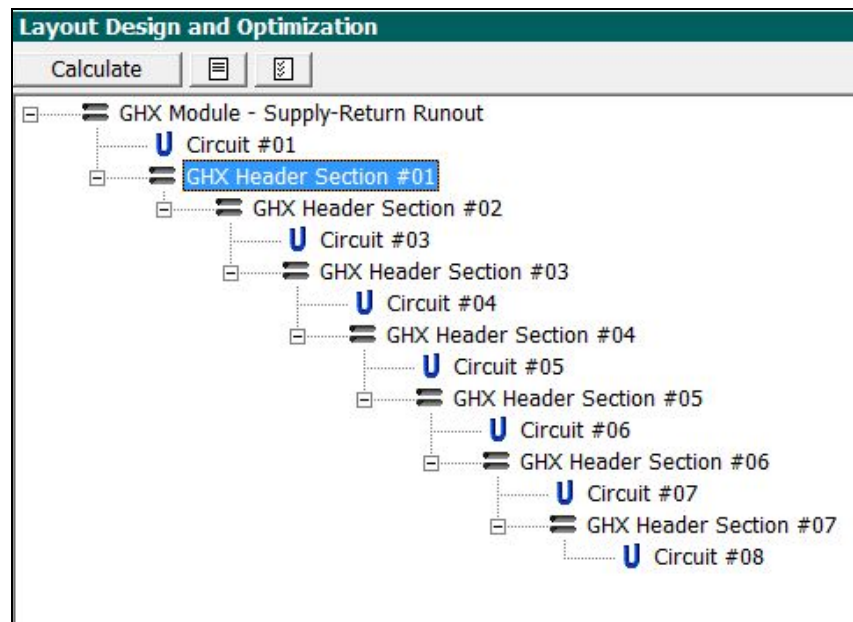 Layout Design and Optimization
Calculate
GHX Module - Supply-Return Runout
Circuit #01
GHX Header Section #01
GHX Header Section #02
Circuit #03
GHX Header Section #03
Circuit #04
GHX Header Section #04
Circuit #05
GHX Header Section #05
Circuit #06
GHX Header Section #06
Circuit #07
GHX Header Section #07
Circuit #08